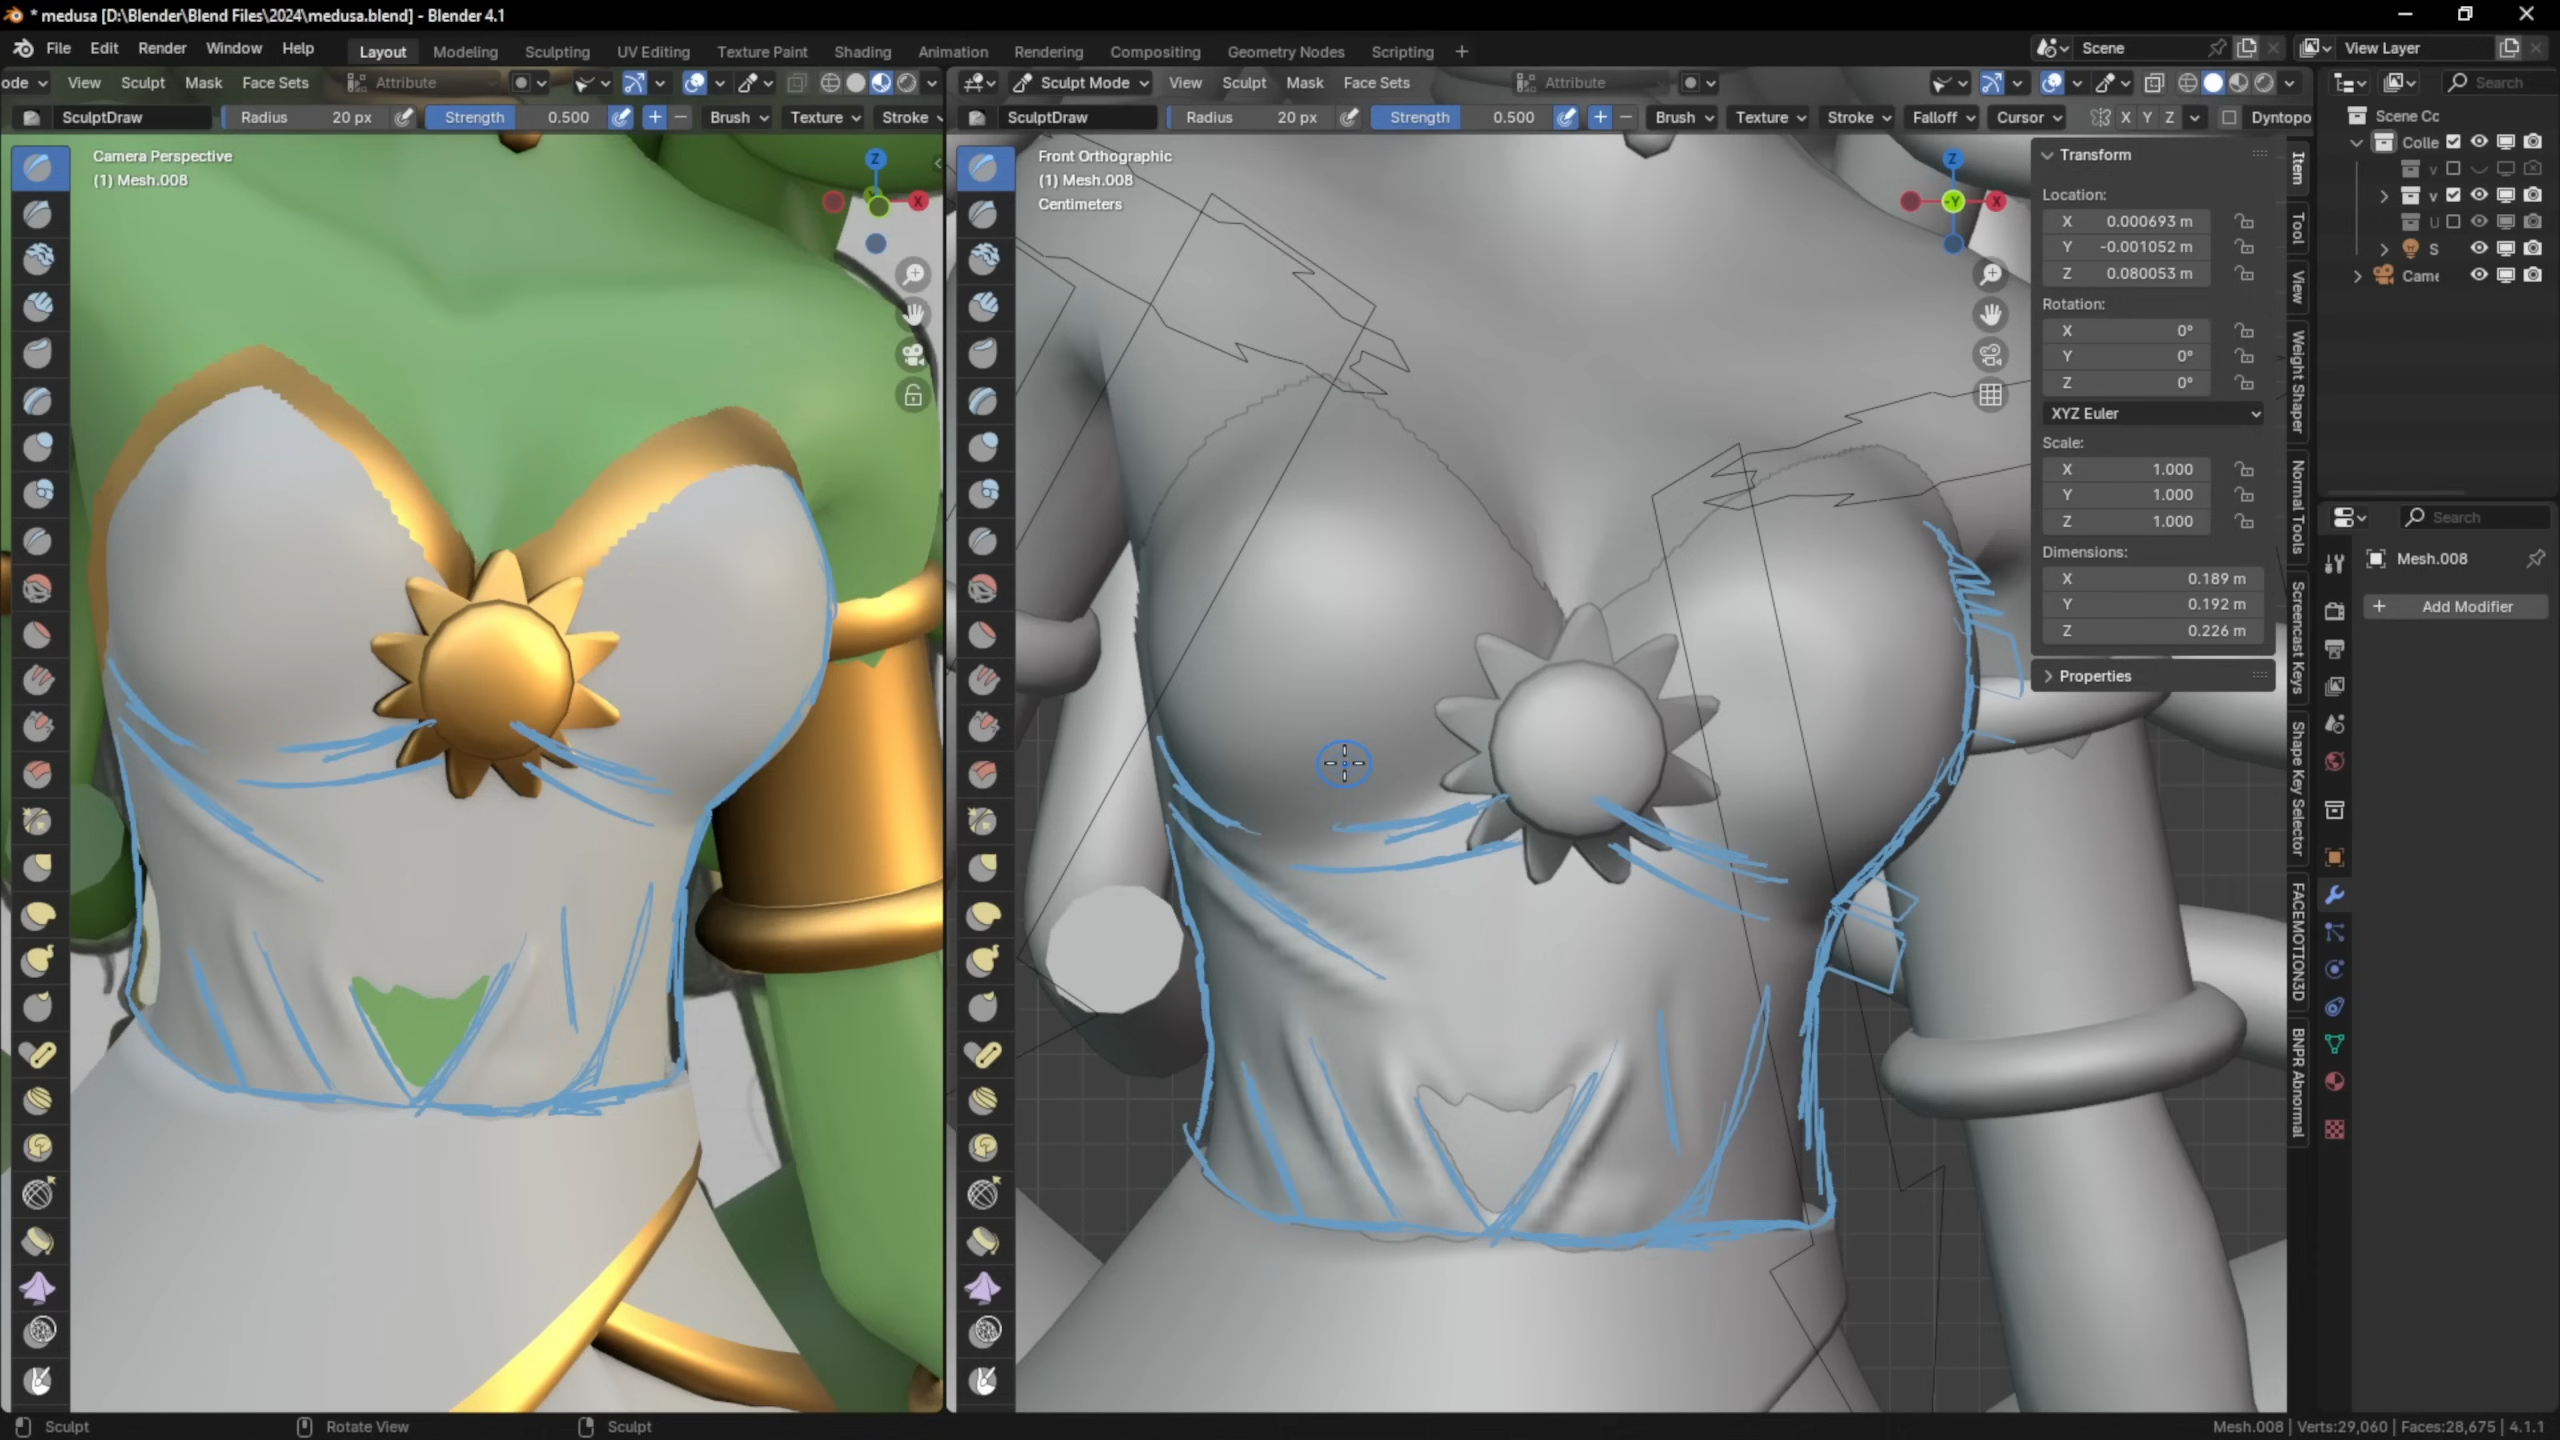 * medusa [D:\Blender\Blend Files\2024\medusa.blend] - Blender 4.1
File Edit Render Window Help Layout Modeling Sculpting UV Editing Texture Paint Shading Animation Rendering Compositing Geometry Nodes Scripting + Scene View Layer
ode View Sculpt Mask Face Sets Attribute
SculptDraw Radius 20 px Strength 0.500 Brush Texture Stroke
Camera Perspective
(1) Mesh.008
Z
X
Sculpt Mode View Sculpt Mask Face Sets Attribute
SculptDraw Radius 20 px Strength 0.500 Brush Texture Stroke Falloff Cursor X Y Z Dyntopo
Front Orthographic
(1) Mesh.008
Centimeters
Z
-Y X
Transform
Location:
X 0.000693 m
Y -0.001052 m
Z 0.080053 m
Rotation:
X 0°
Y 0°
Z 0°
XYZ Euler
Scale:
X 1.000
Y 1.000
Z 1.000
Dimensions:
X 0.189 m
Y 0.192 m
Z 0.226 m
Properties
Item
Tool
View
Weight Shaper
Normal Tools
Screencast Keys
Shape Key Selector
FACEMOTION3D
BNPR Abnormal
Search
Scene Cc
Colle
v
v
U
S
Came
Search
Mesh.008
+ Add Modifier
Sculpt Rotate View Sculpt
Mesh.008 | Verts:29,060 | Faces:28,675 | 4.1.1